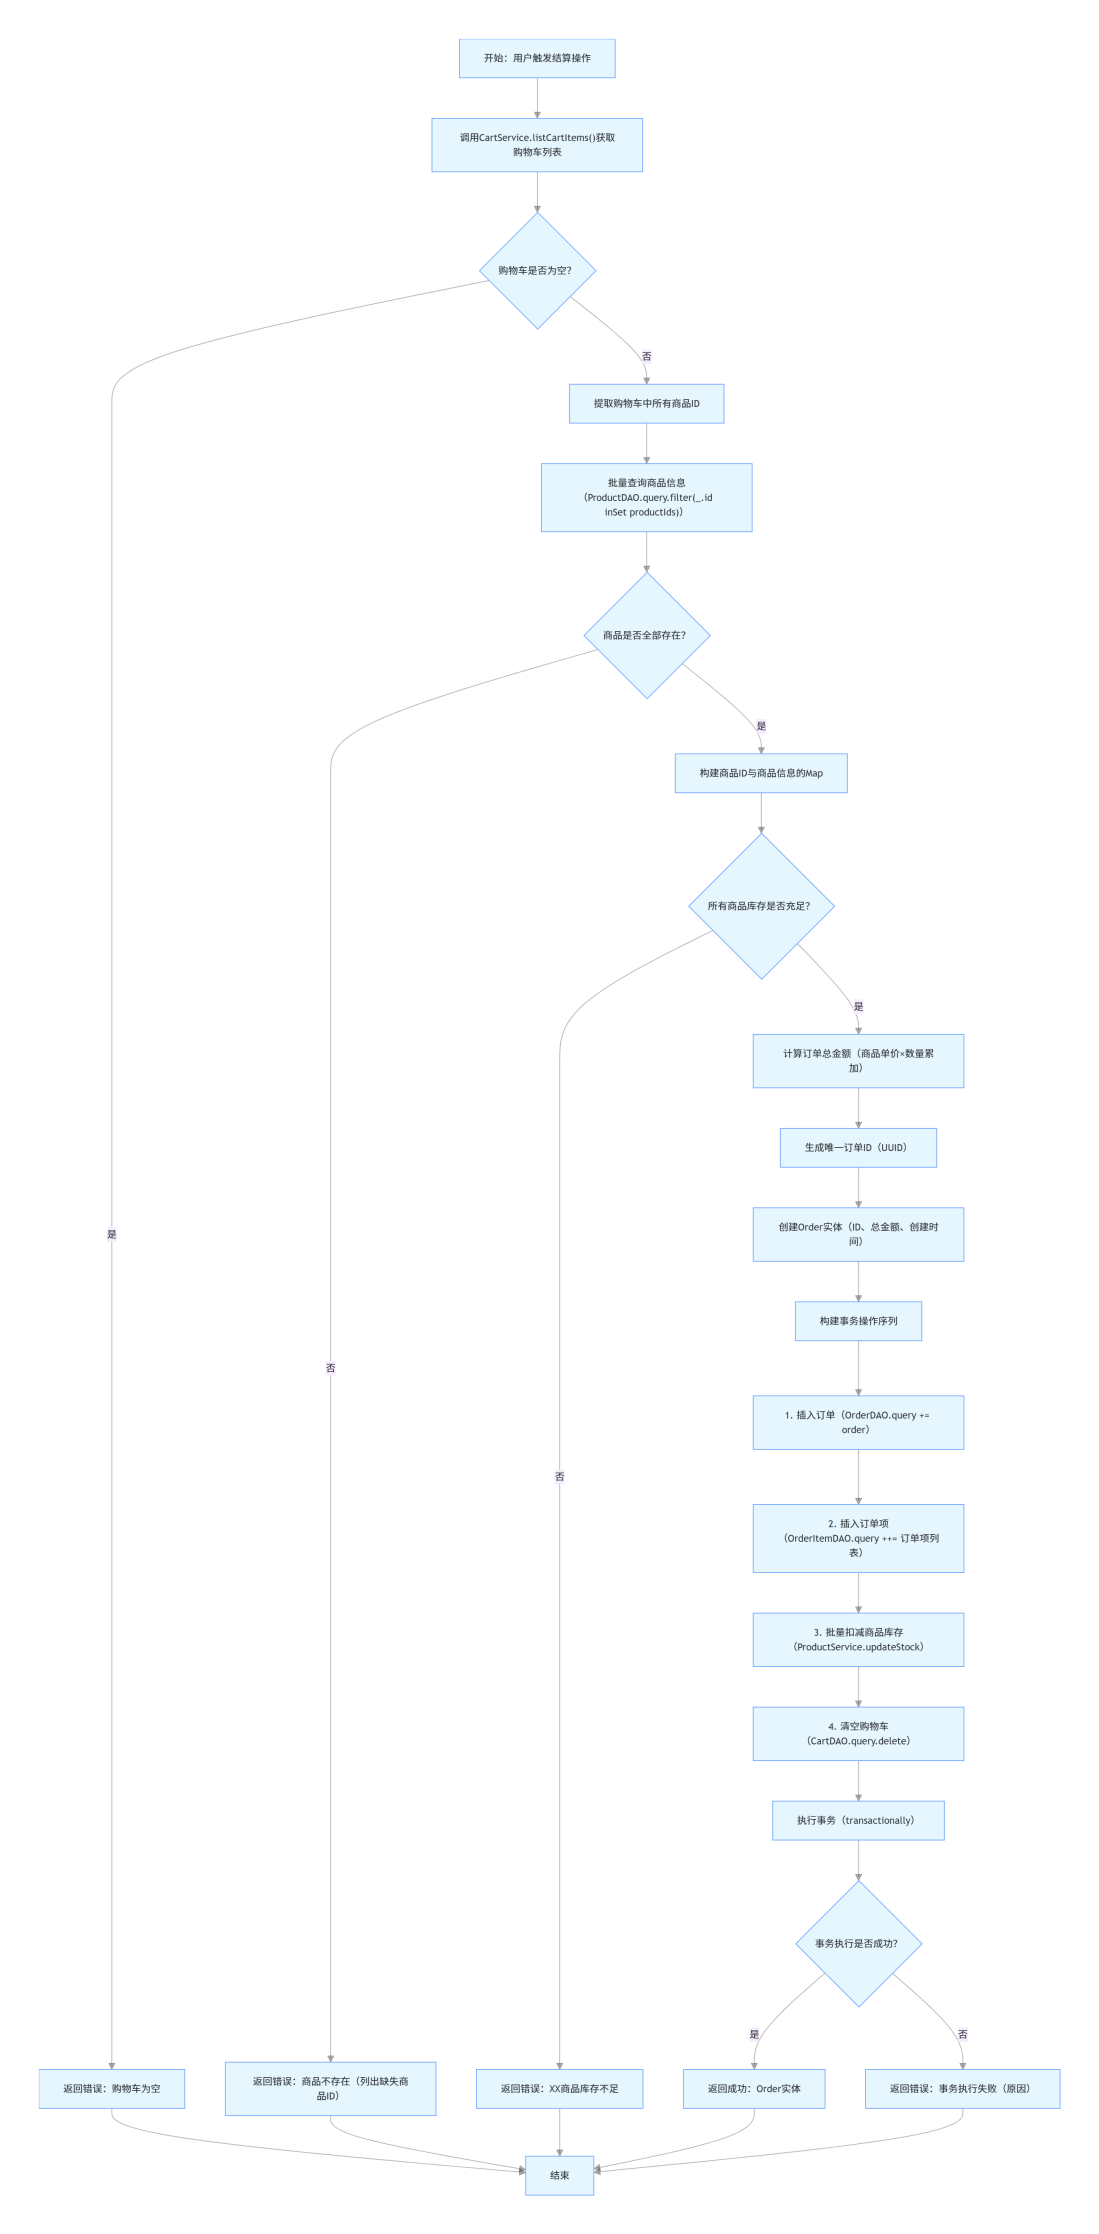 开始：用户触发结算操作
调用CartService.listCartItems()获取
购物车列表
购物车是否为空？
否
提取购物车中所有商品ID
批量查询商品信息
（ProductDAO.query.filter(_.id
inSet productIds)）
商品是否全部存在？
是
构建商品ID与商品信息的Map
所有商品库存是否充足？
是
计算订单总金额（商品单价×数量累
加）
生成唯一订单ID（UUID）
创建Order实体（ID、总金额、创建时
间）
是
构建事务操作序列
否
1. 插入订单（OrderDAO.query +=
order）
否
2. 插入订单项
（OrderItemDAO.query ++= 订单项列
表）
3. 批量扣减商品库存
（ProductService.updateStock）
4. 清空购物车
（CartDAO.query.delete）
执行事务（transactionally）
事务执行是否成功？
是
否
返回错误：购物车为空
返回错误：商品不存在（列出缺失商
品ID）
返回错误：XX商品库存不足
返回成功：Order实体
返回错误：事务执行失败（原因）
结束